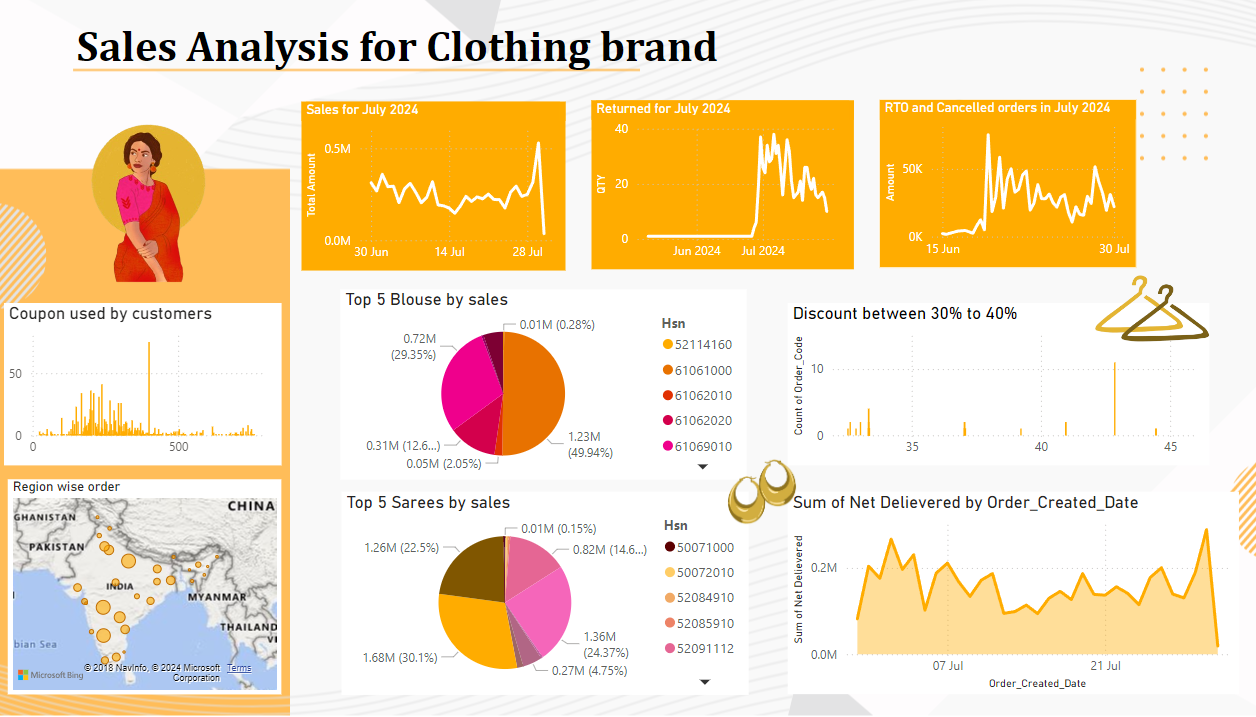 Sales Analysis for Clothing brand
Sales for July 2024
Total Amount
0.5M
0.0M
30 Jun
14 Jul
28 Jul
Returned for July 2024
QTY
40
20
0
Jun 2024
Jul 2024
RTO and Cancelled orders in July 2024
Amount
50K
0K
15 Jun
30 Jul
Coupon used by customers
50
0
0
500
Top 5 Blouse by sales
0.01M (0.28%)
0.72M
(29.35%)
0.31M (12.6...)
0.05M (2.05%)
1.23M
(49.94%)
Hsn
52114160
61061000
61062010
61062020
61069010
Discount between 30% to 40%
Count of Order_Code
10
0
35
40
45
Region wise order
CHINA
GHANISTAN
PAKISTAN
INDIA
MYANMAR
THAILAND
VI
bian Sea
Microsoft Bing
© 2018 NavInfo, © 2024 Microsoft
Corporation
Terms
Top 5 Sarees by sales
0.01M (0.15%)
1.26M (22.5%)
0.82M (14.6...)
1.36M
(24.37%)
1.68M (30.1%)
0.27M (4.75%)
Hsn
50071000
50072010
52084910
52085910
52091112
Sum of Net Delievered by Order_Created_Date
Sum of Net Delievered
0.2M
0.0M
07 Jul
21 Jul
Order_Created_Date